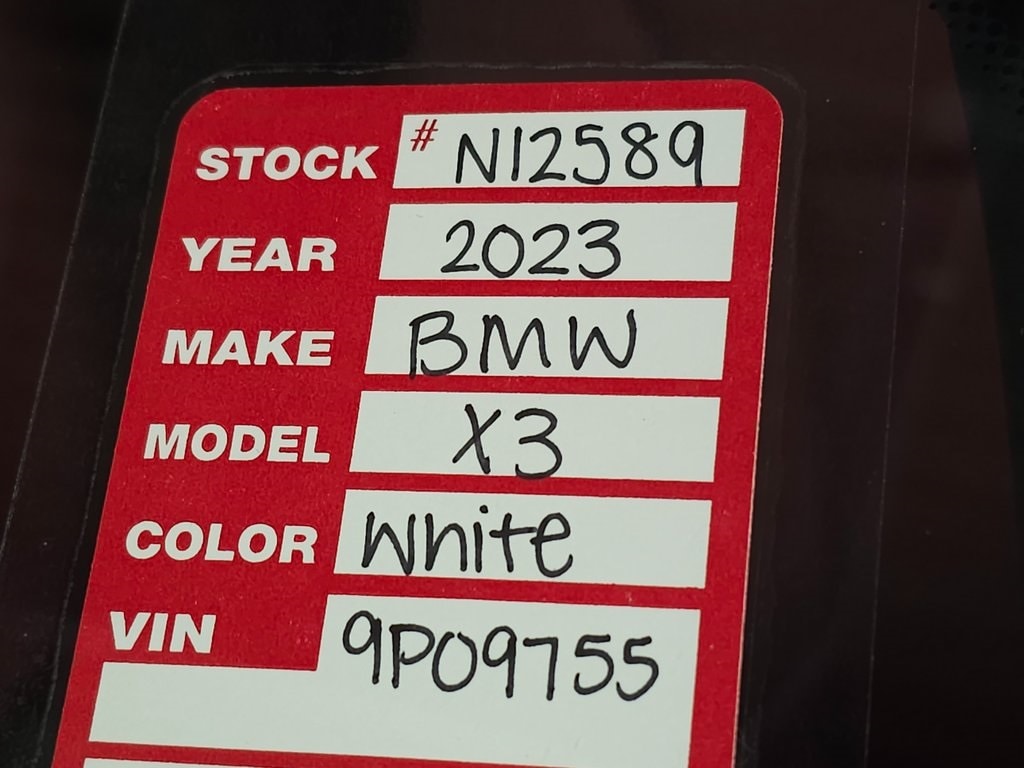 STOCK # N12589
YEAR 2023
MAKE BMW
MODEL X3
COLOR White
VIN 9P09755